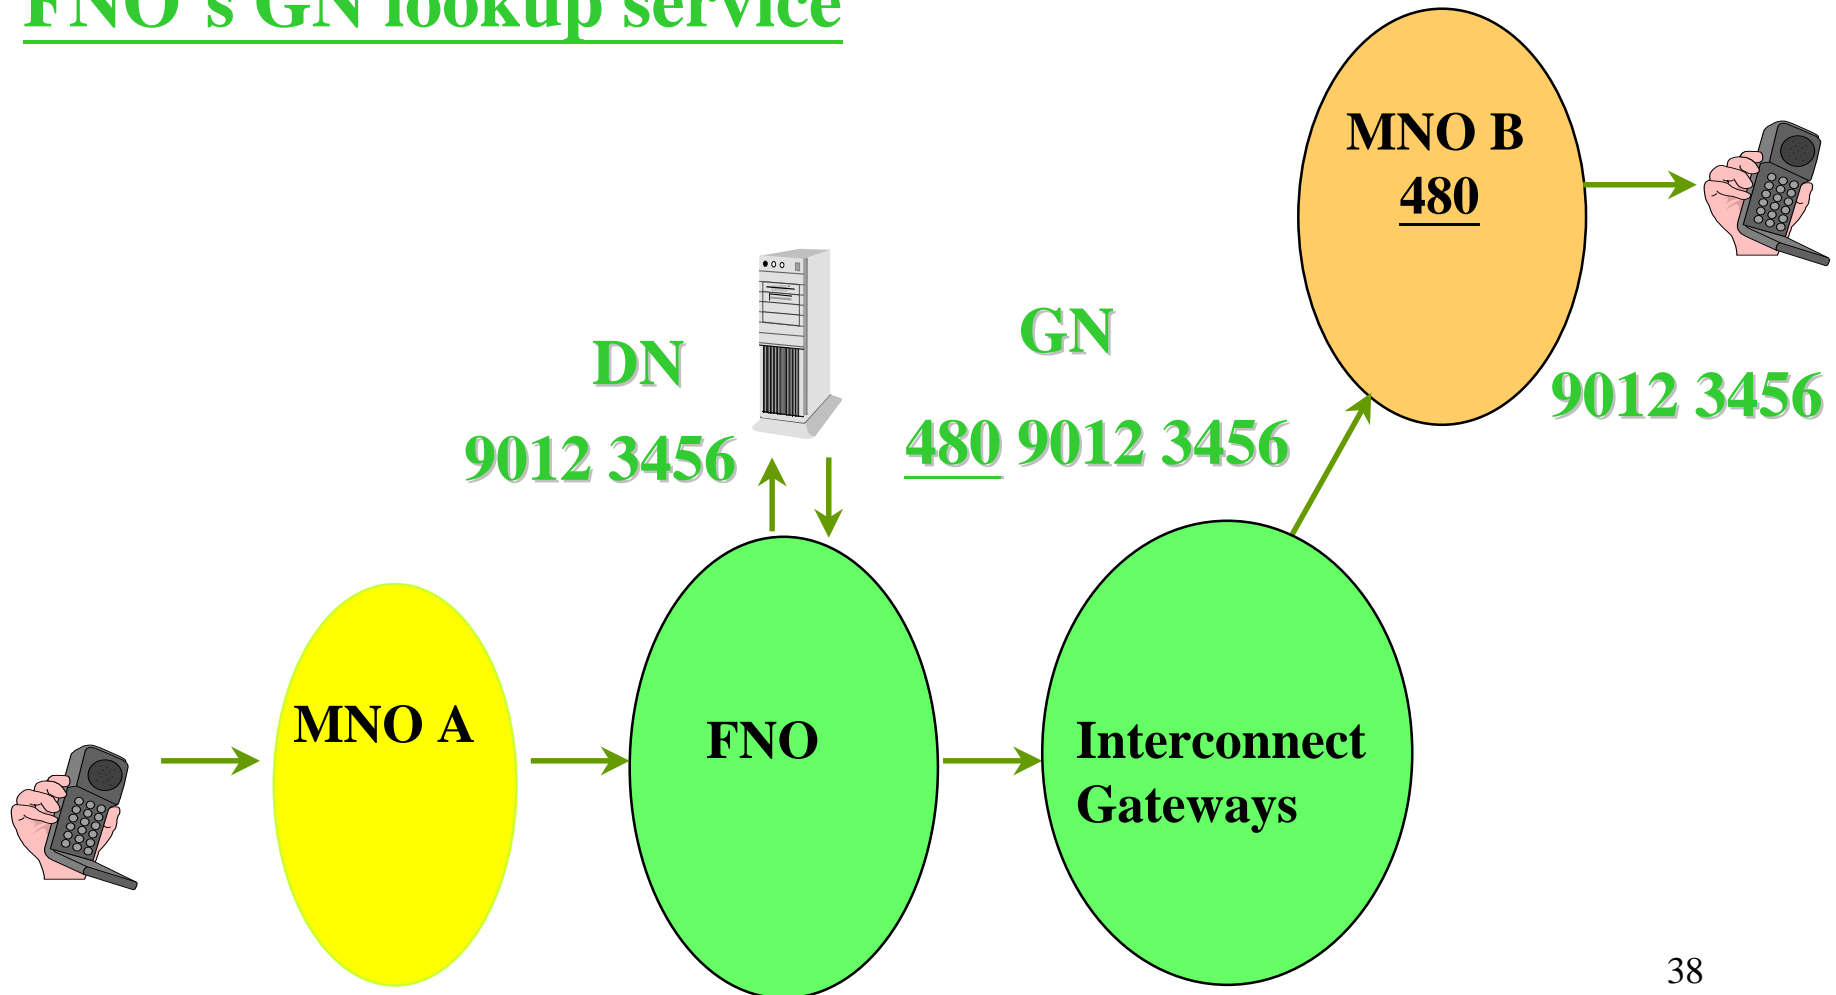 FNO's GN lookup service
MNO B
480
GN
DN
9012 3456
480 9012 3456
9012 3456
MNO A
FNO
Interconnect
Gateways
38